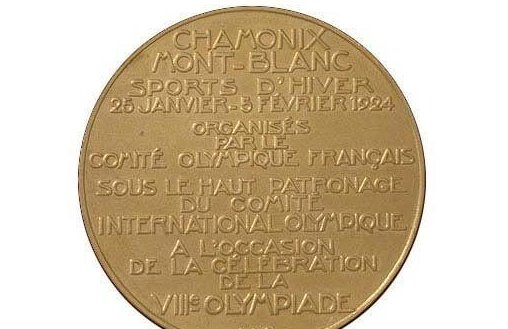 CHAMONIX
MONT-BLANC
SPORTS D'HIVER
25 JANVIER-5 FÉVRIER 1924
ORGANISÉS
PAR LE
COMITÉ OLYMPIQUE FRANÇAIS
SOUS LE HAUT PATRONAGE
DU COMITÉ
INTERNATIONAL OLYMPIQUE
A L'OCCASION
DE LA CÉLÉBRATION
DE LA
VIIIe OLYMPIADE